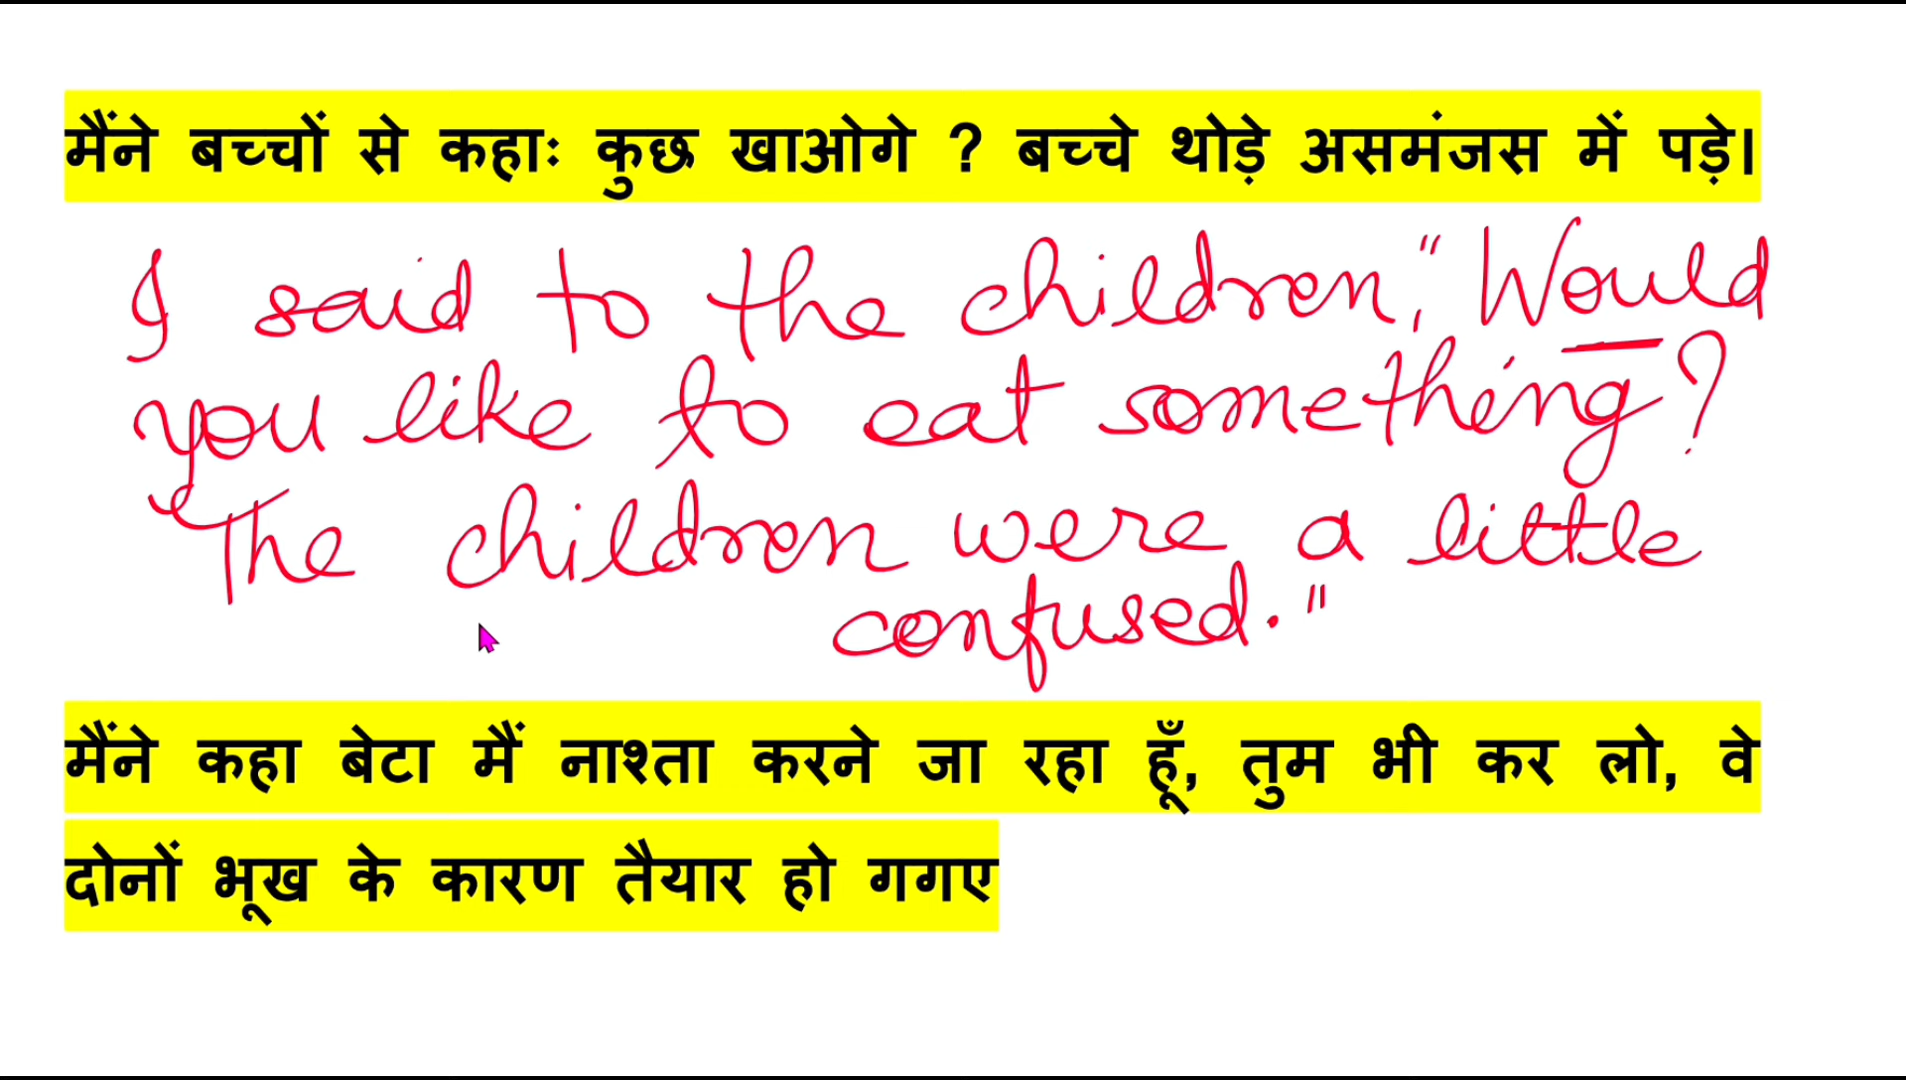 मैंने बच्चों से कहाः कुछ खाओगे ? बच्चे थोड़े असमंजस में पड़े।
I said to the children, "Would
you like to eat something?
The children were a little
confused."
मैंने कहा बेटा मैं नाश्ता करने जा रहा हूँ, तुम भी कर लो, वे
दोनों भूख के कारण तैयार हो गगए